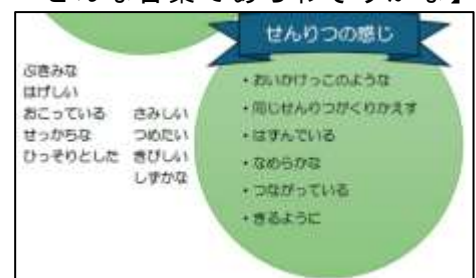 せんりつの感じ
ぶきみな
はげしい
おこっている
せっかちな
ひっそりとした
さみしい
つめたい
きびしい
しずかな
・おいかけっこのような
・同じせんりつがくりかえす
・はずんでいる
・なめらかな
・つながっている
・きるように